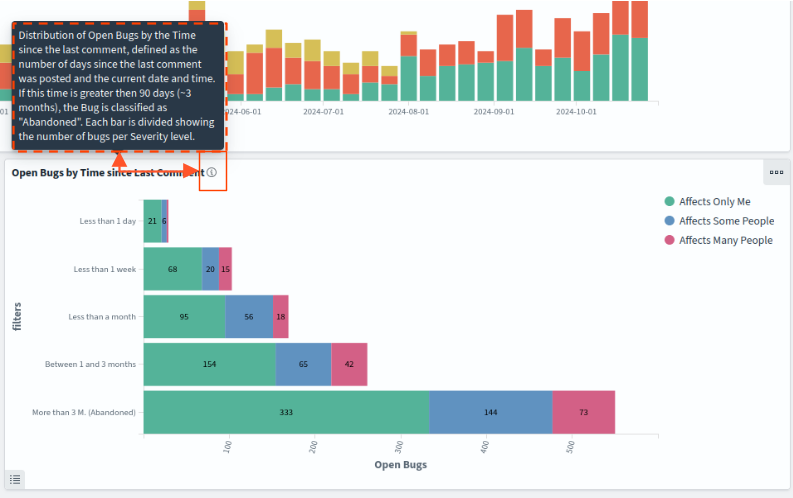 Distribution of Open Bugs by the Time
since the last comment, defined as the
number of days since the last comment
was posted and the current date and time.
If this time is greater then 90 days (~3
months), the Bug is classified as
"Abandoned". Each bar is divided showing
the number of bugs per Severity level.
01
024-06-01
2024-07-01
2024-08-01
2024-09-01
2024-10-01
Open Bugs by Time since Last Comment
Affects Only Me
Affects Some People
Affects Many People
filters
Less than 1 day
21
6
Less than 1 week
68
20
15
Less than a month
95
56
18
Between 1 and 3 months
154
65
42
More than 3 M. (Abandoned)
333
144
73
100
200
300
400
500
Open Bugs